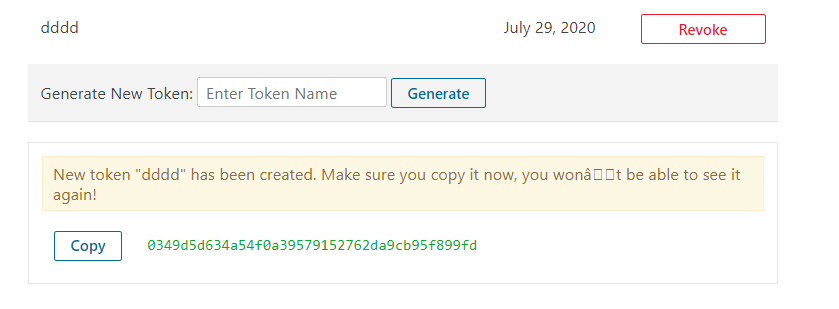 dddd July 29, 2020 Revoke
Generate New Token: Enter Token Name Generate
New token "dddd" has been created. Make sure you copy it now, you wonâ□□t be able to see it
again!
Copy 0349d5d634a54f0a39579152762da9cb95f899fd